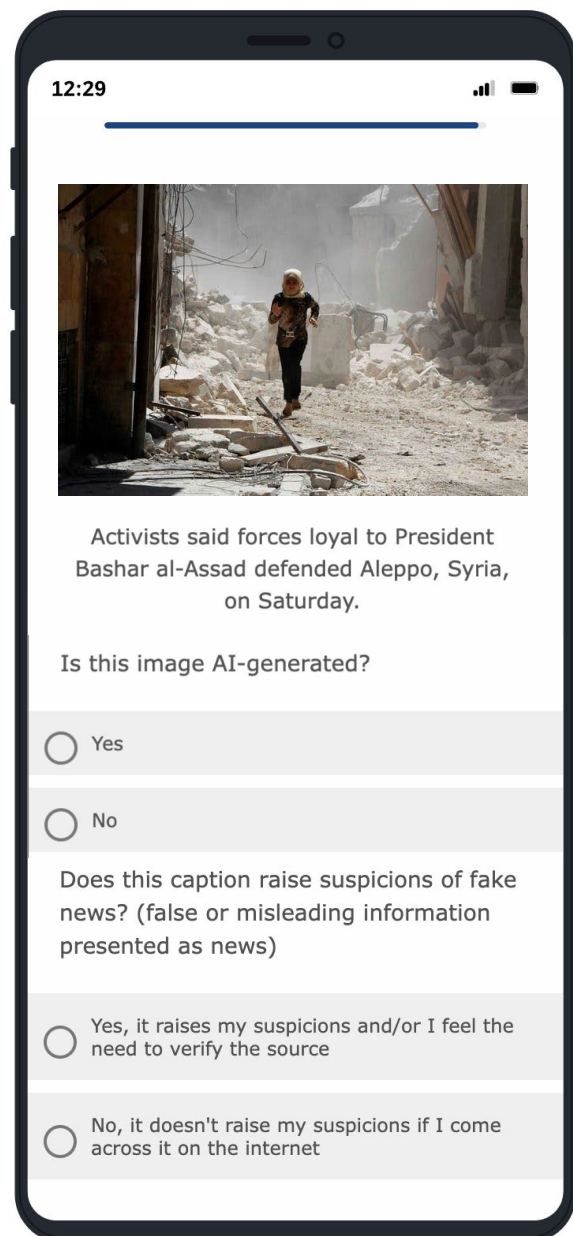 12:29
Activists said forces loyal to President
Bashar al-Assad defended Aleppo, Syria,
on Saturday.
Is this image AI-generated?
Yes
No
Does this caption raise suspicions of fake
news? (false or misleading information
presented as news)
Yes, it raises my suspicions and/or I feel the
need to verify the source
No, it doesn't raise my suspicions if I come
across it on the internet